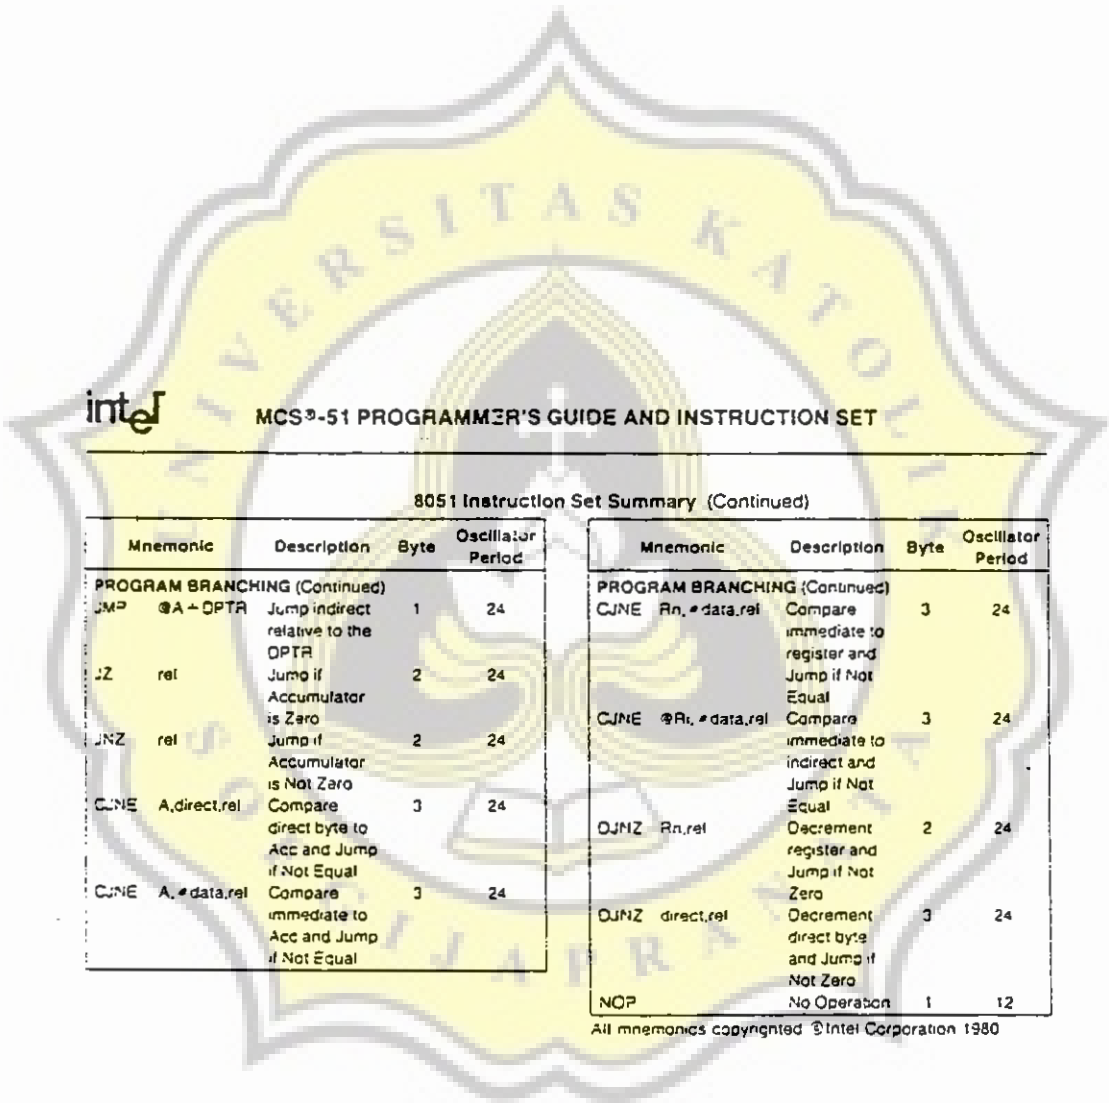 UNIVERSITAS KATOLIK
SOEGIJAPRANATA
intel
MCS®-51 PROGRAMMER'S GUIDE AND INSTRUCTION SET
8051 Instruction Set Summary (Continued)
Mnemonic Description Byte Oscillator Period
PROGRAM BRANCHING (Continued)
JMP @A+DPTR Jump indirect 1 24
relative to the
DPTR
JZ rel Jump if 2 24
Accumulator
is Zero
JNZ rel Jump if 2 24
Accumulator
is Not Zero
CJNE A,direct,rel Compare 3 24
direct byte to
Acc and Jump
if Not Equal
CJNE A,#data,rel Compare 3 24
immediate to
Acc and Jump
if Not Equal
Mnemonic Description Byte Oscillator Period
PROGRAM BRANCHING (Continued)
CJNE Rn,#data,rel Compare 3 24
immediate to
register and
Jump if Not
Equal
CJNE @Ri,#data,rel Compare 3 24
immediate to
indirect and
Jump if Not
Equal
DJNZ Rn,rel Decrement 2 24
register and
Jump if Not
Zero
DJNZ direct,rel Decrement 3 24
direct byte
and Jump if
Not Zero
NOP No Operation 1 12
All mnemonics copyrighted ©Intel Corporation 1980